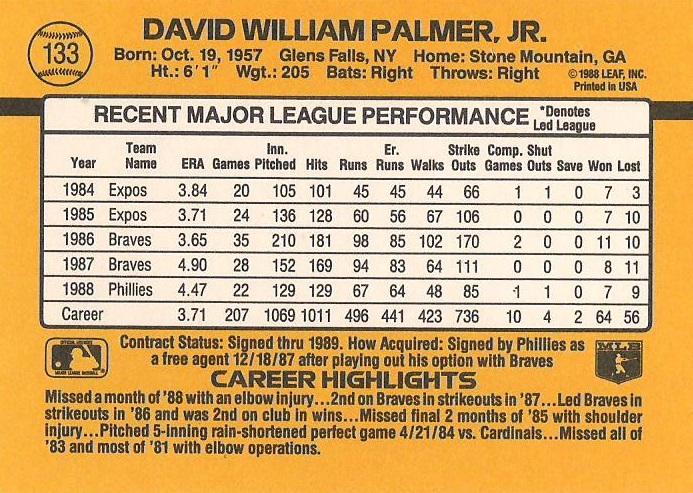 133
DAVID WILLIAM PALMER, JR.
Born: Oct. 19, 1957 Glens Falls, NY Home: Stone Mountain, GA
Ht.: 6'1" Wgt.: 205 Bats: Right Throws: Right
©1988 LEAF, INC.
Printed in USA
RECENT MAJOR LEAGUE PERFORMANCE
*Denotes
Led League
Year Team Name ERA Games Inn. Pitched Hits Runs Er. Runs Walks Strike Outs Comp. Games Shut Outs Save Won Lost
1984 Expos 3.84 20 105 101 45 45 44 66 1 1 0 7 3
1985 Expos 3.71 24 136 128 60 56 67 106 0 0 0 7 10
1986 Braves 3.65 35 210 181 98 85 102 170 2 0 0 11 10
1987 Braves 4.90 28 152 169 94 83 64 111 0 0 0 8 11
1988 Phillies 4.47 22 129 129 67 64 48 85 1 1 0 7 9
Career 3.71 207 1069 1011 496 441 423 736 10 4 2 64 56
Contract Status: Signed thru 1989. How Acquired: Signed by Phillies as
a free agent 12/18/87 after playing out his option with Braves
MLB
CAREER HIGHLIGHTS
Missed a month of '88 with an elbow injury...2nd on Braves in strikeouts in '87...Led Braves in
strikeouts in '86 and was 2nd on club in wins...Missed final 2 months of '85 with shoulder
injury...Pitched 5-inning rain-shortened perfect game 4/21/84 vs. Cardinals...Missed all of
'83 and most of '81 with elbow operations.